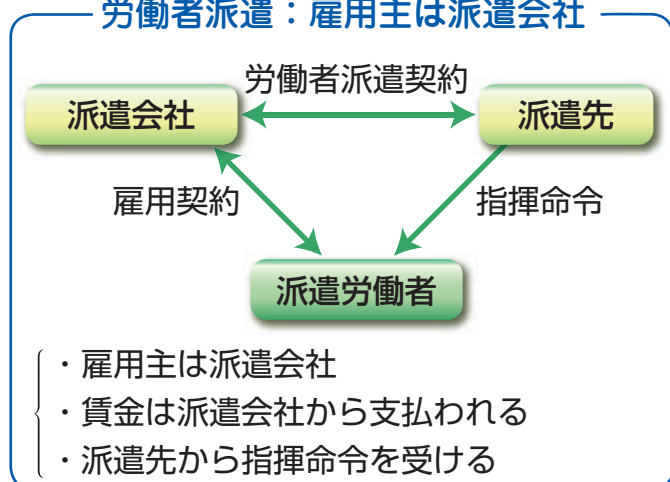 労働者派遣：雇用主は派遣会社
労働者派遣契約
派遣会社
派遣先
雇用契約
指揮命令
派遣労働者
・雇用主は派遣会社
・賃金は派遣会社から支払われる
・派遣先から指揮命令を受ける